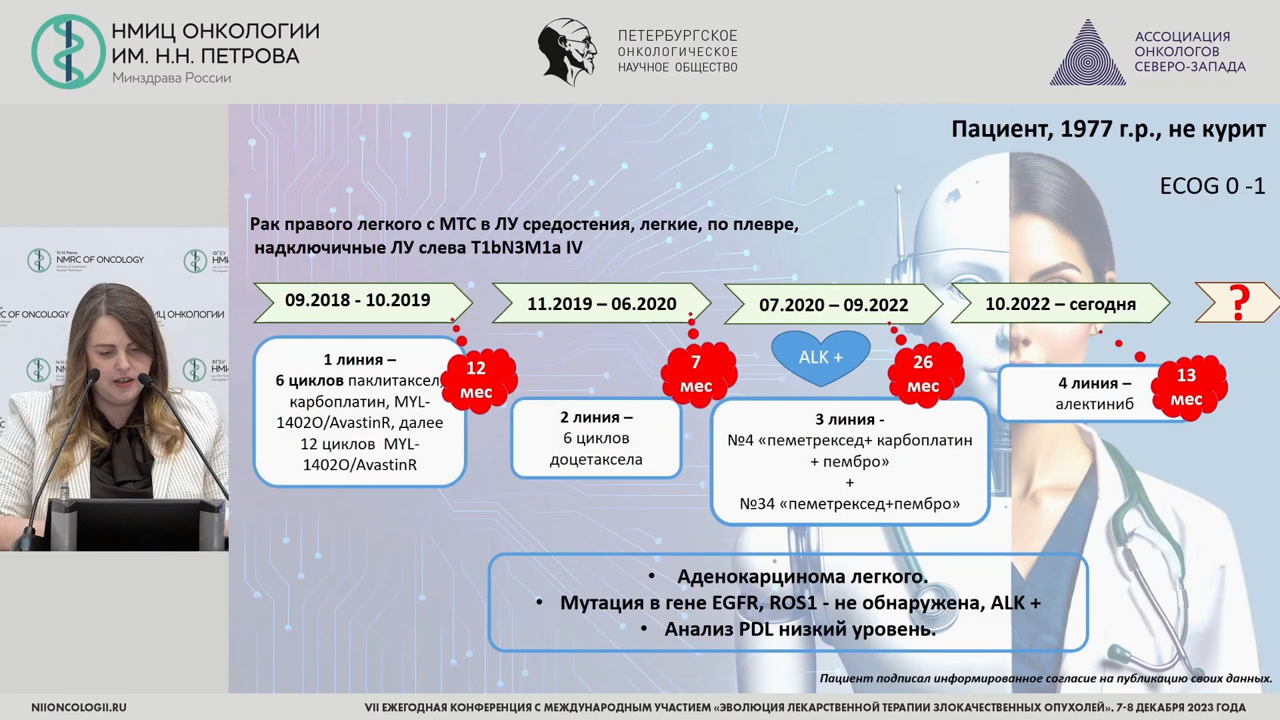 НМИЦ ОНКОЛОГИИ
ИМ. Н.Н. ПЕТРОВА
Минздрава России
ПЕТЕРБУРГСКОЕ
ОНКОЛОГИЧЕСКОЕ
НАУЧНОЕ ОБЩЕСТВО
АССОЦИАЦИЯ
ОНКОЛОГОВ
СЕВЕРО-ЗАПАДА
Пациент, 1977 г.р., не курит
ECOG 0 -1
Рак правого легкого с МТС в ЛУ средостения, легкие, по плевре,
надключичные ЛУ слева T1bN3M1a IV
09.2018 - 10.2019
11.2019 – 06.2020
07.2020 – 09.2022
10.2022 – сегодня
?
1 линия –
6 циклов паклитаксел,
карбоплатин, MYL-
1402O/AvastinR, далее
12 циклов MYL-
1402O/AvastinR
12
мес
2 линия –
6 циклов
доцетаксела
7
мес
ALK +
3 линия -
№4 «пеметрексед+ карбоплатин
+ пембро»
+
№34 «пеметрексед+пембро»
26
мес
4 линия –
алектиниб
13
мес
• Аденокарцинома легкого.
• Мутация в гене EGFR, ROS1 - не обнаружена, ALK +
• Анализ PDL низкий уровень.
Пациент подписал информированное согласие на публикацию своих данных.
NMRC OF ONCOLOGY
ФГБУ
НМИ
OF ONCOLOGY
ОНКОЛОГИИ
NIIONCOLOGII.RU
VII ЕЖЕГОДНАЯ КОНФЕРЕНЦИЯ С МЕЖДУНАРОДНЫМ УЧАСТИЕМ «ЭВОЛЮЦИЯ ЛЕКАРСТВЕННОЙ ТЕРАПИИ ЗЛОКАЧЕСТВЕННЫХ ОПУХОЛЕЙ». 7-8 ДЕКАБРЯ 2023 ГОДА